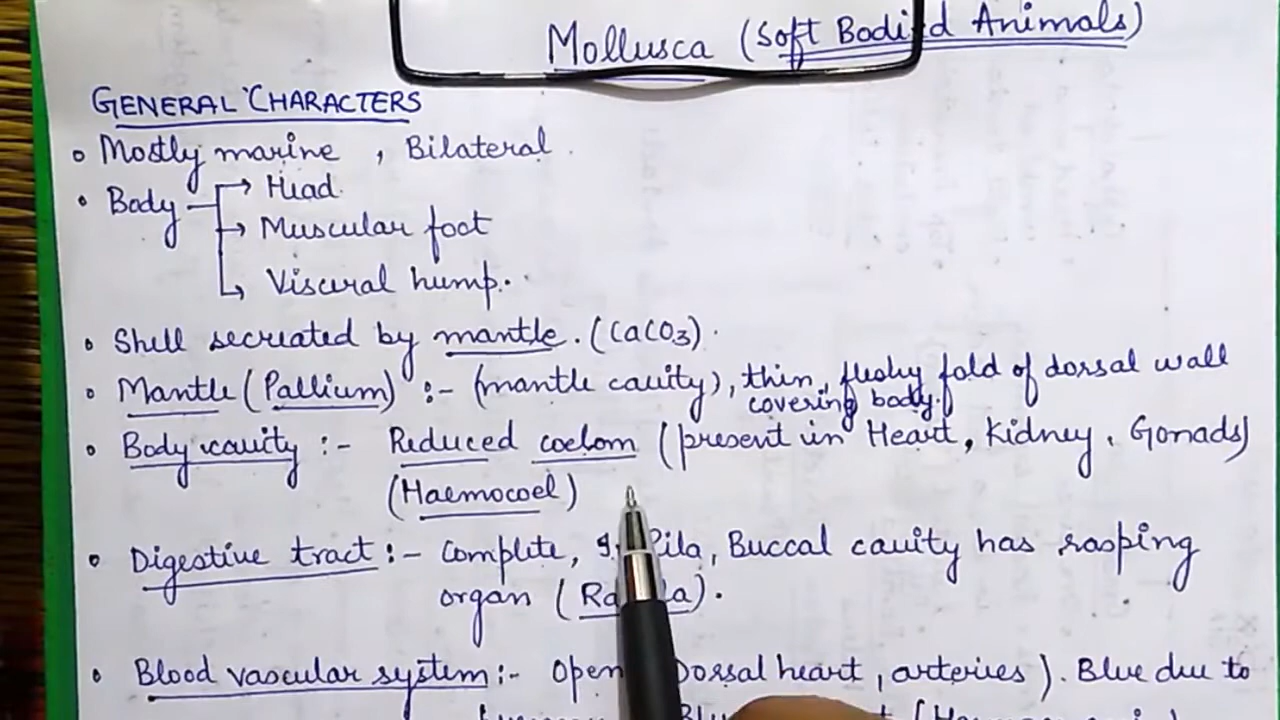 Mollusca (Soft Bodied Animals)
GENERAL CHARACTERS
Mostly marine, Bilateral.
Body → Head.
→ Muscular foot
→ Visceral hump.
Shell secreated by mantle. (CaCO3).
Mantle (Pallium) :- (mantle cavity), thin, fleshy fold of dorsal wall
covering body.
Body cavity :- Reduced coelom (present in Heart, Kidney, Gonads)
(Haemocoel)
Digestive tract :- Complete, Pila, Buccal cavity has rasping
organ ( ).
Blood vascular system :- Open Dorsal heart, arteries). Blue due to